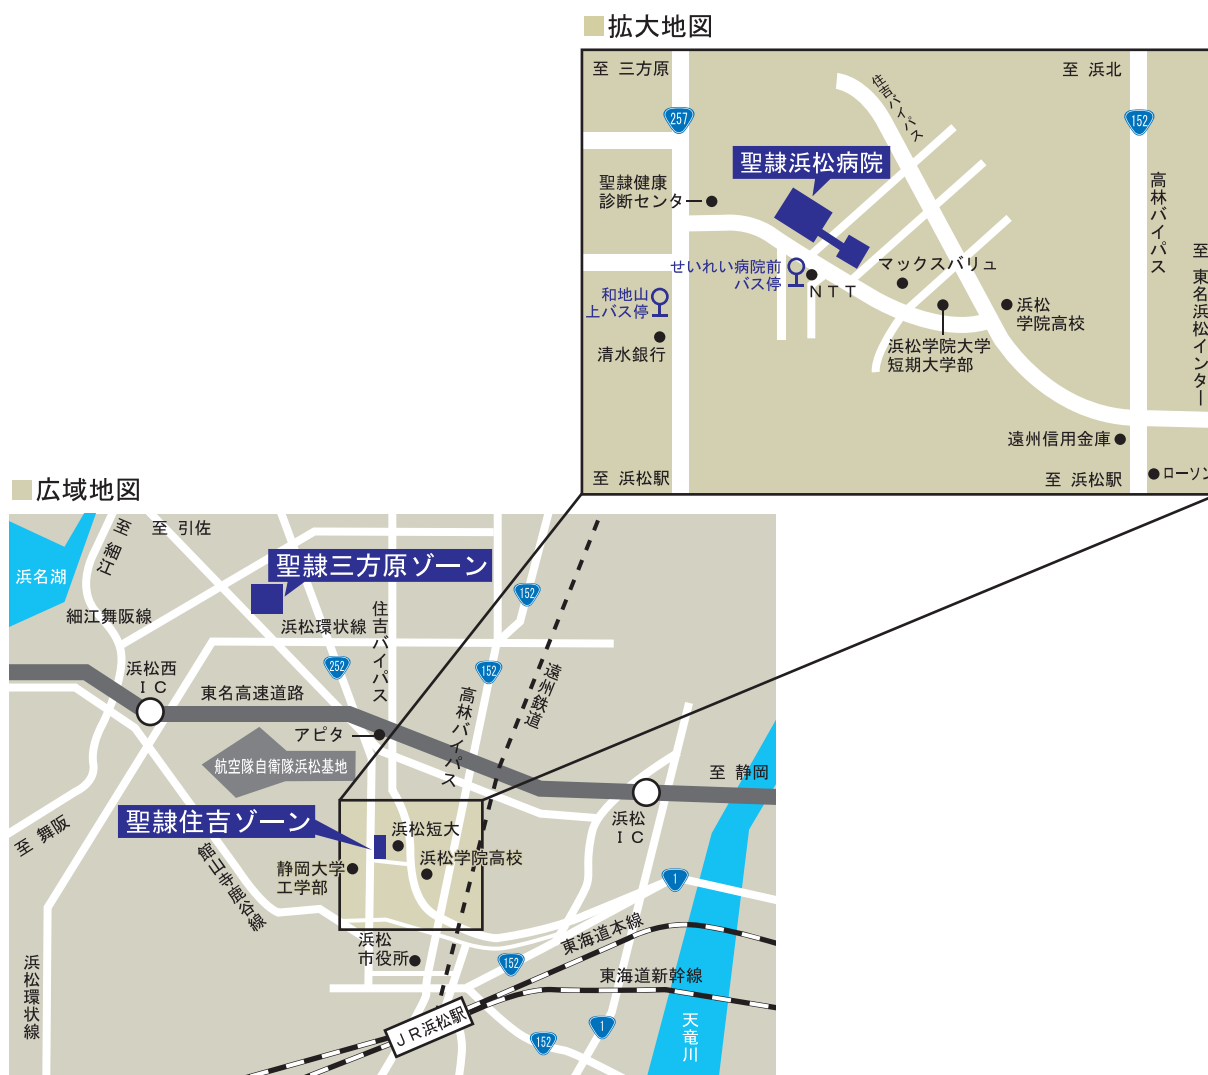 拡大地図
至 三方原
至 浜北
住吉バイパス
257
152
聖隷浜松病院
聖隷健康
診断センター
高林バイパス
至 東名浜松インター
せいれい病院前
バス停
マックスバリュ
NTT
和地山
上バス停
浜松
学院高校
清水銀行
浜松学院大学
短期大学部
遠州信用金庫
至 浜松駅
至 浜松駅
ローソン
広域地図
至 細江
至 引佐
浜名湖
聖隷三方原ゾーン
152
細江舞阪線
浜松環状線
住吉バイパス
252
152
遠州鉄道
浜松西
IC
東名高速道路
高林バイパス
アピタ
航空隊自衛隊浜松基地
至 静岡
聖隷住吉ゾーン
浜松
IC
至 舞阪
浜松短大
浜松学院高校
静岡大学
工学部
館山寺鹿谷線
1
浜松
市役所
東海道本線
152
浜松環状線
東海道新幹線
JR浜松駅
1
152
天竜川